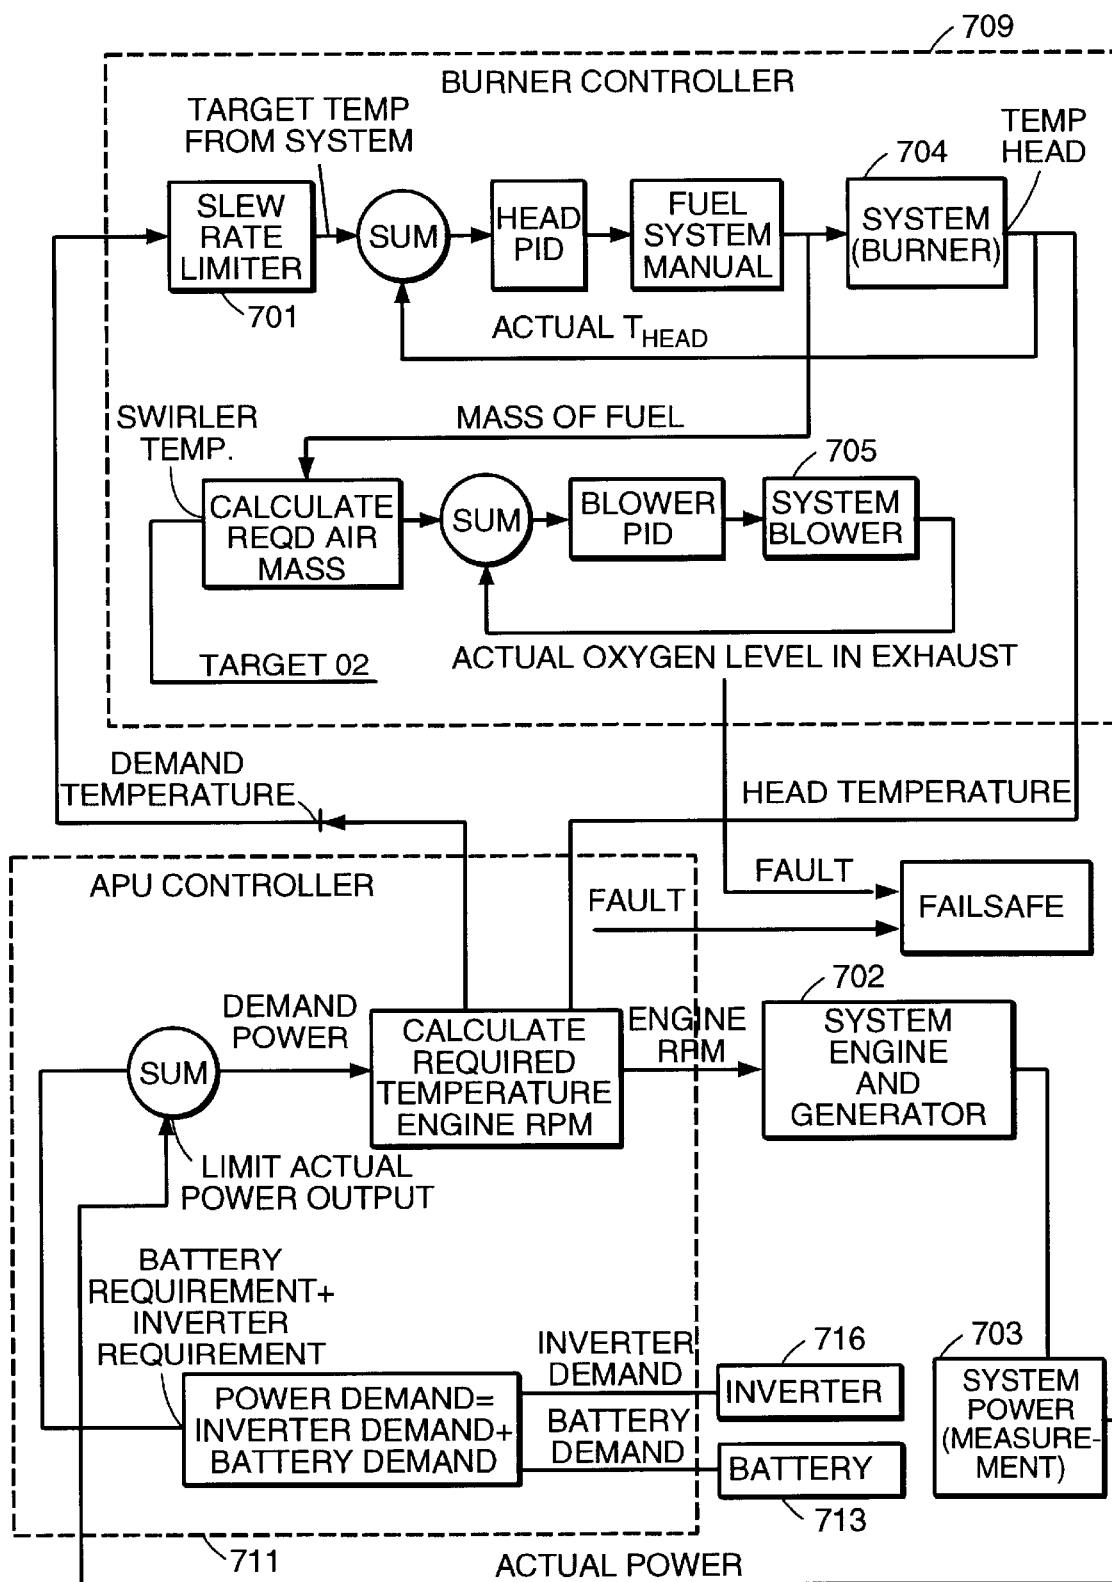 709
BURNER CONTROLLER
TARGET TEMP
FROM SYSTEM
TEMP
HEAD
704
SLEW
RATE
LIMITER
701
SUM
HEAD
PID
FUEL
SYSTEM
MANUAL
SYSTEM
(BURNER)
ACTUAL THEAD
SWIRLER
TEMP.
MASS OF FUEL
705
CALCULATE
REQD AIR
MASS
SUM
BLOWER
PID
SYSTEM
BLOWER
TARGET 02
ACTUAL OXYGEN LEVEL IN EXHAUST
DEMAND
TEMPERATURE
HEAD TEMPERATURE
APU CONTROLLER
FAULT
FAULT
FAILSAFE
702
DEMAND
POWER
SUM
CALCULATE
REQUIRED
TEMPERATURE
ENGINE RPM
ENGINE
RPM
SYSTEM
ENGINE
AND
GENERATOR
LIMIT ACTUAL
POWER OUTPUT
BATTERY
REQUIREMENT+
INVERTER
REQUIREMENT
POWER DEMAND=
INVERTER DEMAND+
BATTERY DEMAND
INVERTER
DEMAND
BATTERY
DEMAND
716
INVERTER
BATTERY
713
703
SYSTEM
POWER
(MEASURE-
MENT)
711
ACTUAL POWER